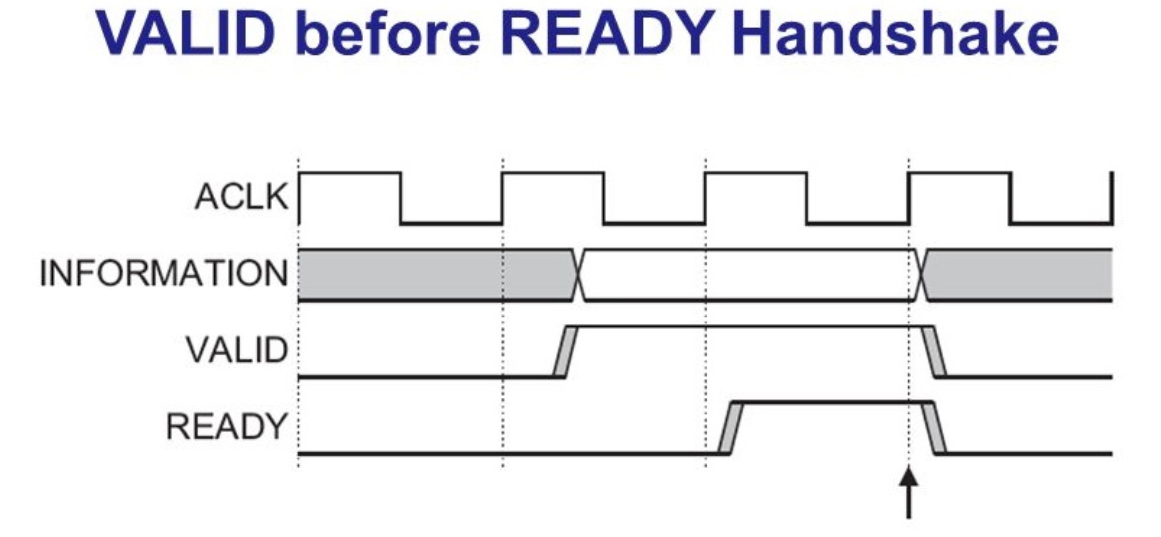 VALID before READY Handshake
ACLK
INFORMATION
VALID
READY